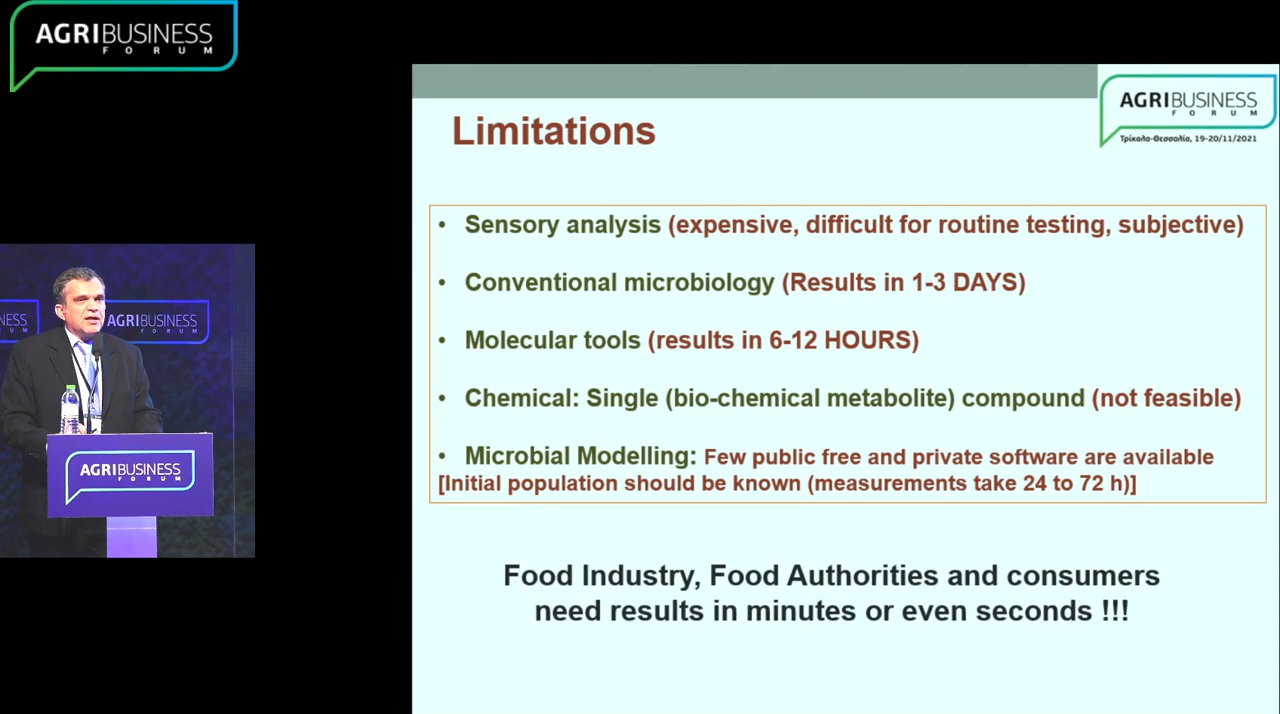 AGRIBUSINESS
FORUM
AGRIBUSINESS
FORUM
Τρίκαλα-Θεσσαλία, 19-20/11/2021
Limitations
• Sensory analysis (expensive, difficult for routine testing, subjective)
• Conventional microbiology (Results in 1-3 DAYS)
• Molecular tools (results in 6-12 HOURS)
• Chemical: Single (bio-chemical metabolite) compound (not feasible)
• Microbial Modelling: Few public free and private software are available
[Initial population should be known (measurements take 24 to 72 h)]
Food Industry, Food Authorities and consumers
need results in minutes or even seconds !!!
NESS
UM
AGRIBUSINESS
FORUM
AGRIBUSINESS
FORUM